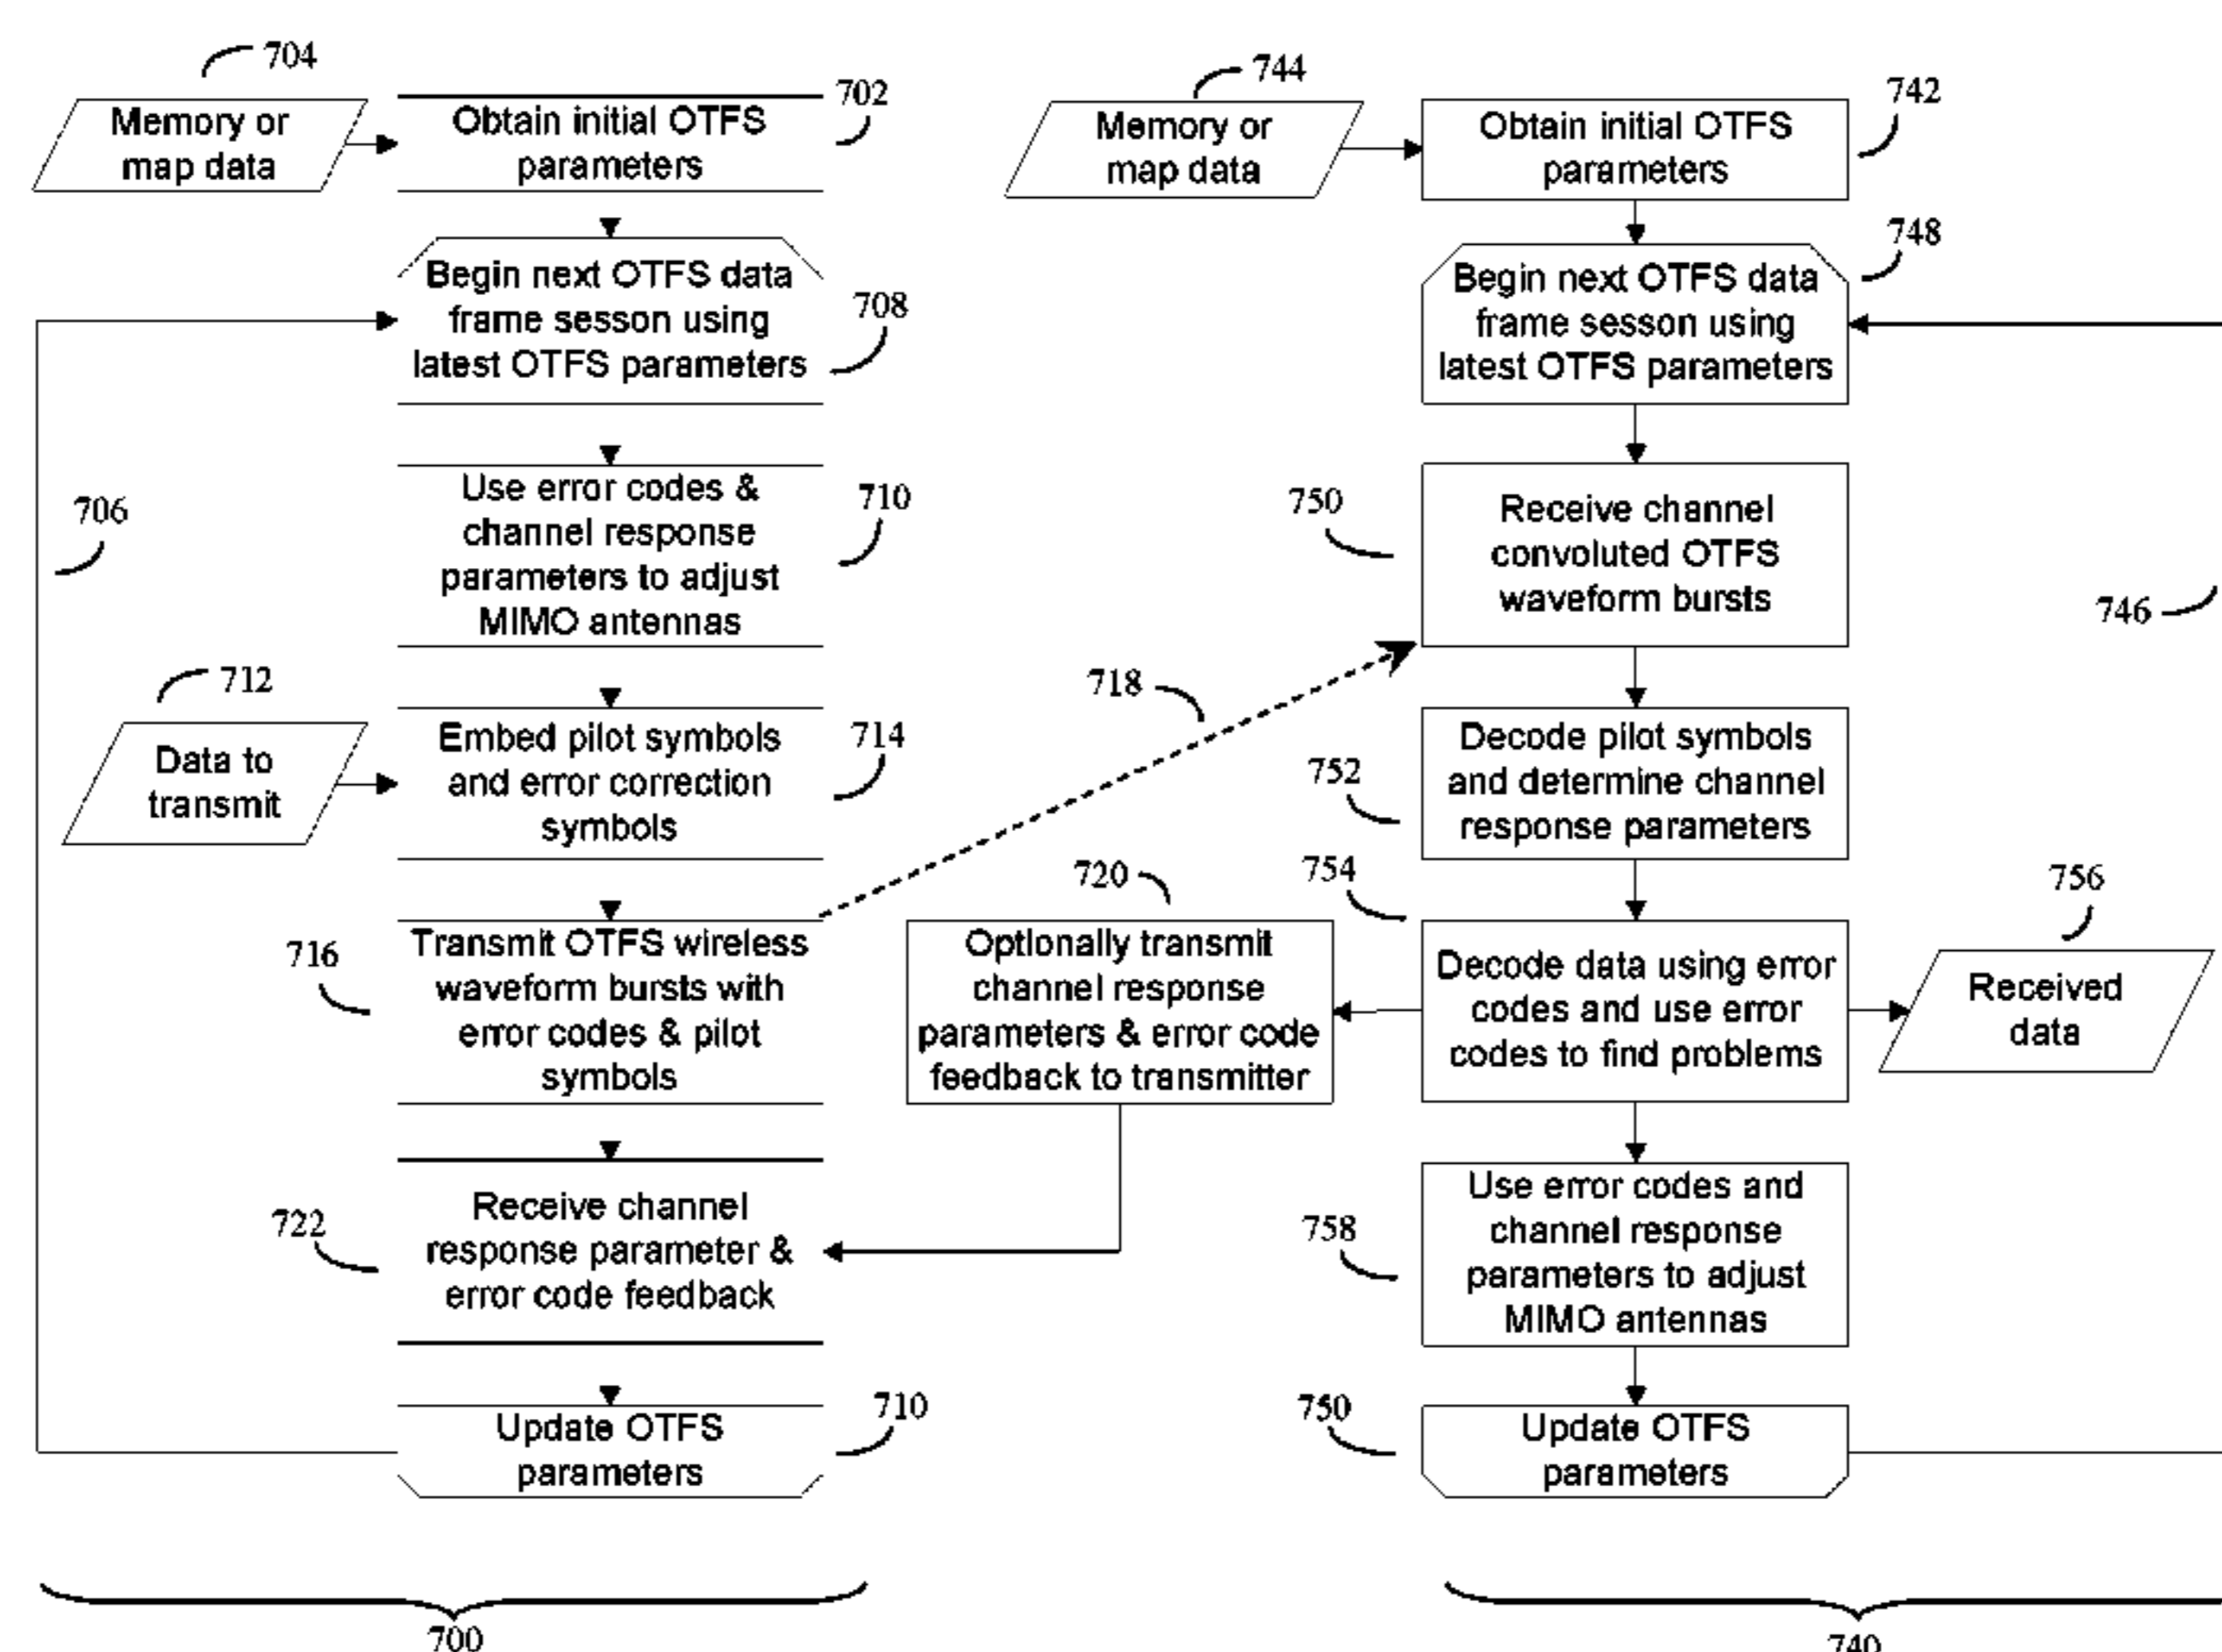 704
Memory or
map data
702
Obtain initial OTFS
parameters
Begin next OTFS data
frame sesson using
latest OTFS parameters
708
706
Use error codes &
channel response
parameters to adjust
MIMO antennas
710
712
Data to
transmit
Embed pilot symbols
and error correction
symbols
714
716
Transmit OTFS wireless
waveform bursts with
error codes & pilot
symbols
718
720
Optionally transmit
channel response
parameters & error code
feedback to transmitter
722
Receive channel
response parameter &
error code feedback
Update OTFS
parameters
710
700
744
Memory or
map data
742
Obtain initial OTFS
parameters
748
Begin next OTFS data
frame sesson using
latest OTFS parameters
746
750
Receive channel
convoluted OTFS
waveform bursts
752
Decode pilot symbols
and determine channel
response parameters
754
Decode data using error
codes and use error
codes to find problems
756
Received
data
758
Use error codes and
channel response
parameters to adjust
MIMO antennas
750
Update OTFS
parameters
740